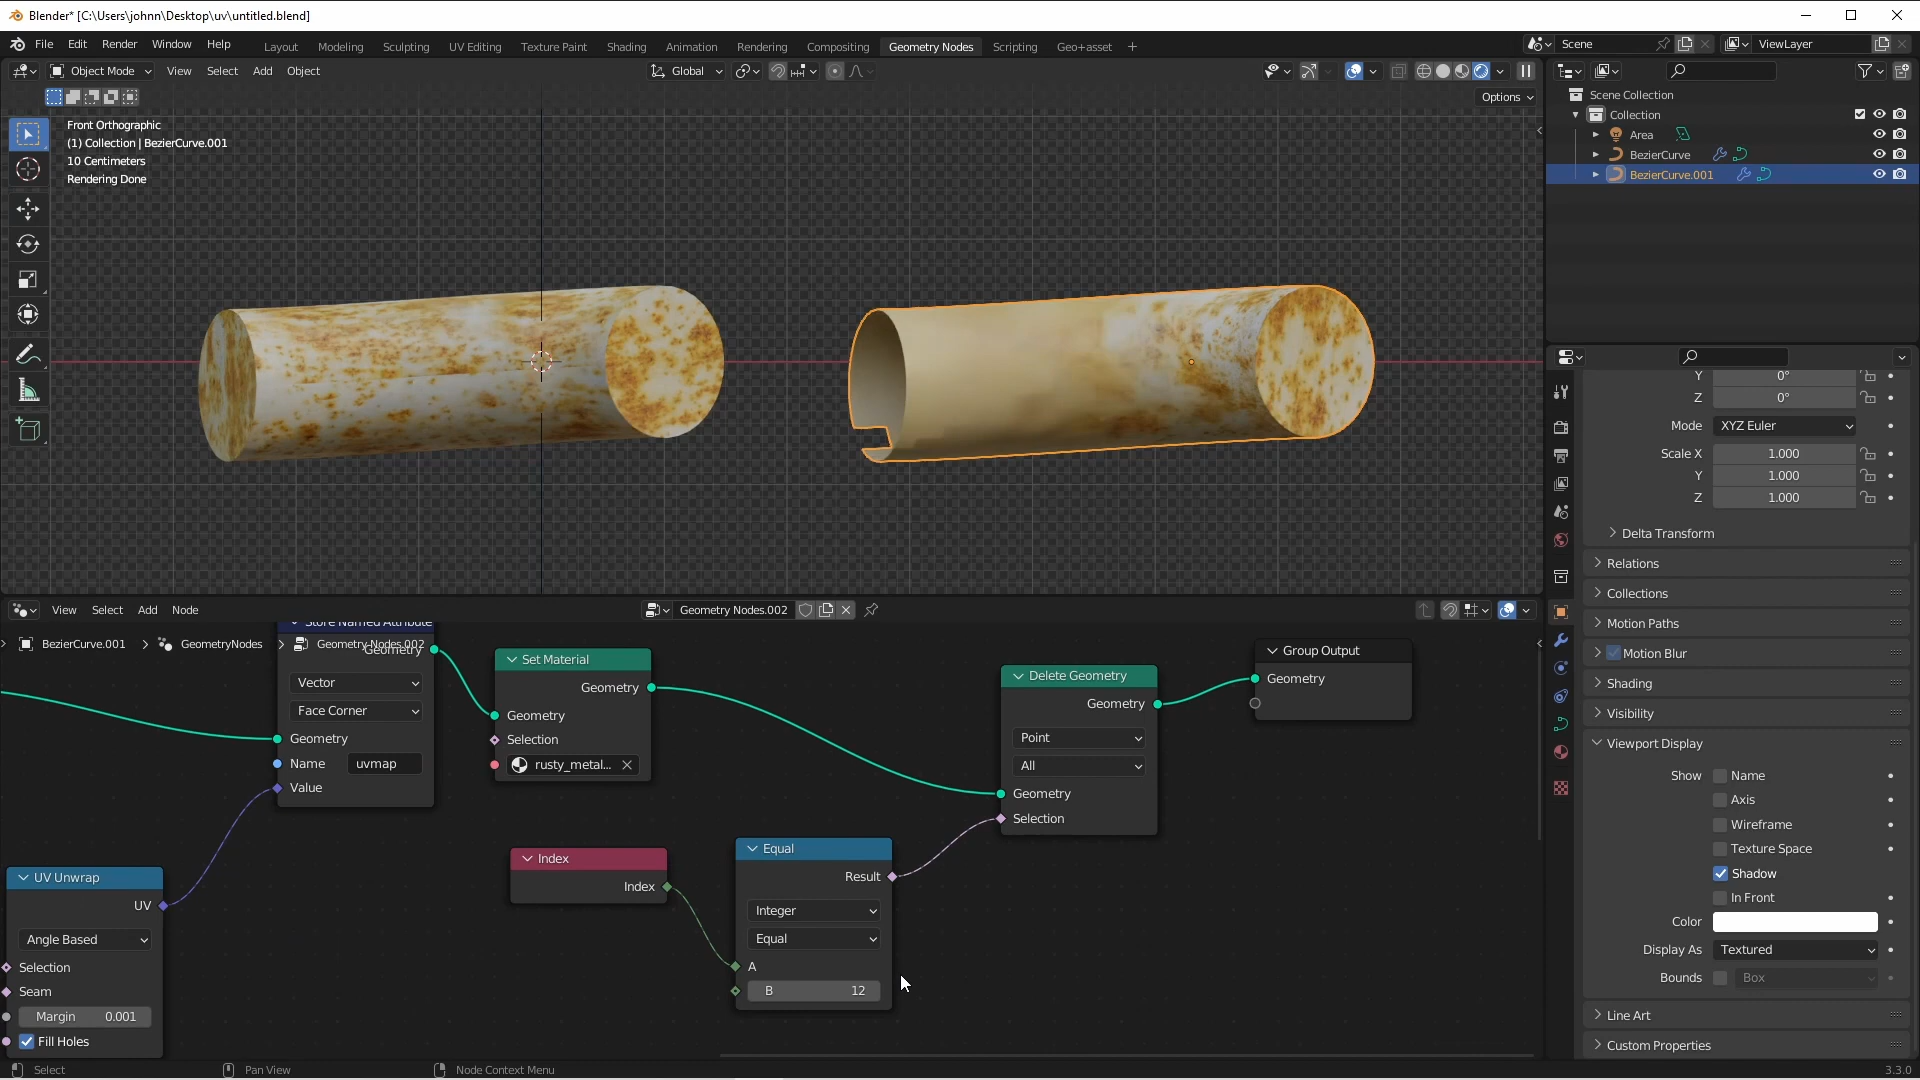 Blender* [C:\Users\johnn\Desktop\uv\untitled.blend]
File Edit Render Window Help
Layout Modeling Sculpting UV Editing Texture Paint Shading Animation Rendering Compositing Geometry Nodes Scripting Geo+asset +
Scene
ViewLayer
Object Mode View Select Add Object
Global
Options
Front Orthographic
(1) Collection | BezierCurve.001
10 Centimeters
Rendering Done
Scene Collection
Collection
Area
BezierCurve
BezierCurve.001
Y 0°
Z 0°
Mode XYZ Euler
Scale X 1.000
Y 1.000
Z 1.000
Delta Transform
Relations
Collections
Motion Paths
Motion Blur
Shading
Visibility
Viewport Display
Show Name
Axis
Wireframe
Texture Space
Shadow
In Front
Color
Display As Textured
Bounds Box
Line Art
Custom Properties
View Select Add Node
Geometry Nodes.002
BezierCurve.001 > GeometryNodes > Geometry Nodes.002
Store Named Attribute
Geometry
Vector
Face Corner
Geometry
Name uvmap
Value
Set Material
Geometry
Geometry
Selection
rusty_metal...
Delete Geometry
Geometry
Point
All
Geometry
Selection
Group Output
Geometry
Index
Index
Equal
Result
Integer
Equal
A
B 12
UV Unwrap
UV
Angle Based
Selection
Seam
Margin 0.001
Fill Holes
Select
Pan View
Node Context Menu
3.3.0